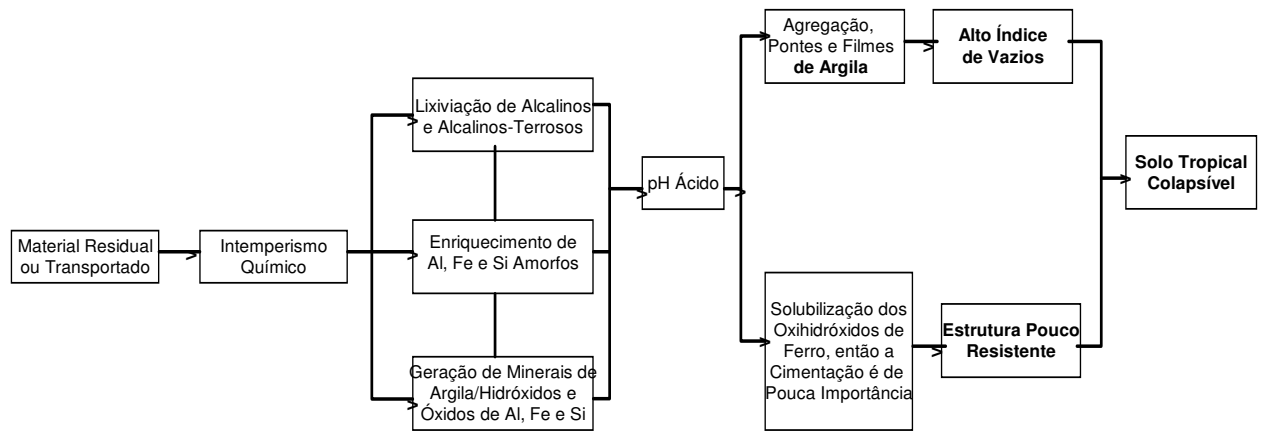 Material Residual
ou Transportado
Intemperismo
Químico
Lixiviação de Alcalinos
e Alcalinos-Terrosos
Enriquecimento de
Al, Fe e Si Amorfos
Geração de Minerais de
Argila/Hidróxidos e
Óxidos de Al, Fe e Si
pH Ácido
Agregação,
Pontes e Filmes
de Argila
Alto Índice
de Vazios
Solubilização dos
Oxihidróxidos de
Ferro, então a
Cimentação é de
Pouca Importância
Estrutura Pouco
Resistente
Solo Tropical
Colapsível